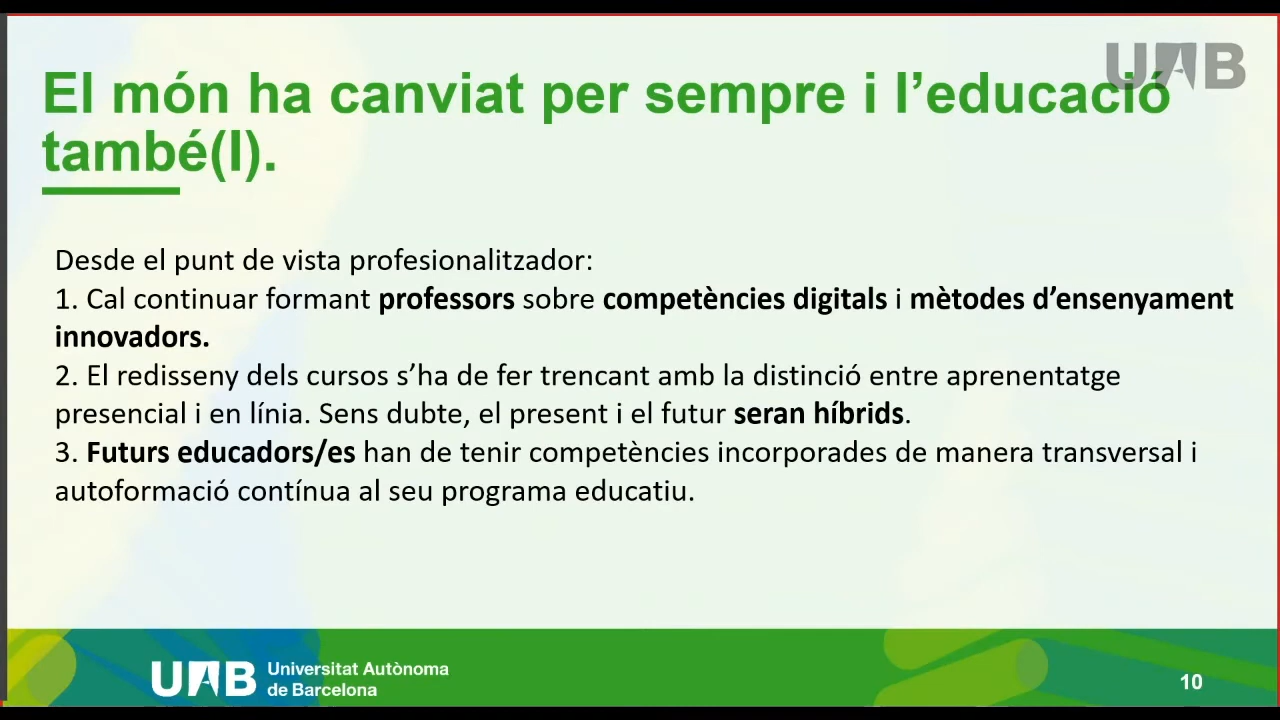 UAB
El món ha canviat per sempre i l’educació
també(I).
Desde el punt de vista profesionalitzador:
1. Cal continuar formant professors sobre competències digitals i mètodes d’ensenyament
innovadors.
2. El redisseny dels cursos s’ha de fer trencant amb la distinció entre aprenentatge
presencial i en línia. Sens dubte, el present i el futur seran híbrids.
3. Futurs educadors/es han de tenir competències incorporades de manera transversal i
autoformació contínua al seu programa educatiu.
UAB Universitat Autònoma
de Barcelona
10